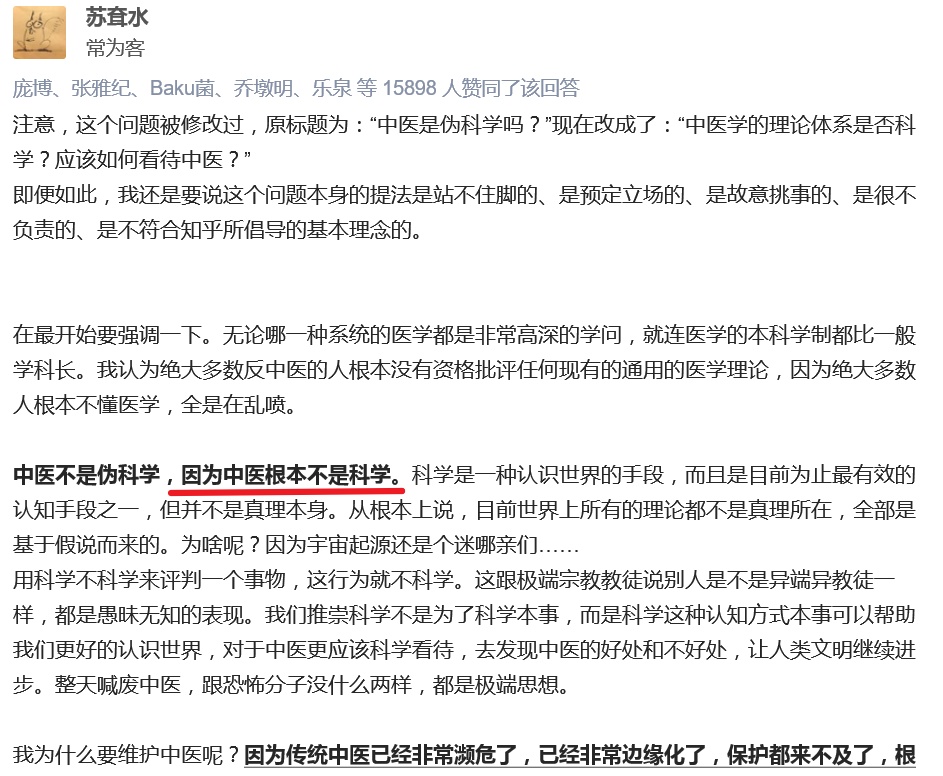 苏耷水
常为客
庞博、张雅纪、Baku菌、乔墩明、乐泉 等 15898 人赞同了该回答
注意，这个问题被修改过，原标题为：“中医是伪科学吗？”现在改成了：“中医学的理论体系是否科
学？应该如何看待中医？”
即便如此，我还是要说这个问题本身的提法是站不住脚的、是预定立场的、是故意挑事的、是很不
负责的、是不符合知乎所倡导的基本理念的。
在最开始要强调一下。无论哪一种系统的医学都是非常高深的学问，就连医学的本科学制都比一般
学科长。我认为绝大多数反中医的人根本没有资格批评任何现有的通用的医学理论，因为绝大多数
人根本不懂医学，全是在乱喷。
中医不是伪科学，因为中医根本不是科学。科学是一种认识世界的手段，而且是目前为止最有效的
认知手段之一，但并不是真理本身。从根本上说，目前世界上所有的理论都不是真理所在，全部是
基于假说而来的。为啥呢？因为宇宙起源还是个迷哪亲们……
用科学不科学来评判一个事物，这行为就不科学。这跟极端宗教教徒说别人是不是异端异教徒一
样，都是愚昧无知的表现。我们推崇科学不是为了科学本事，而是科学这种认知方式本事可以帮助
我们更好的认识世界，对于中医更应该科学看待，去发现中医的好处和不好处，让人类文明继续进
步。整天喊废中医，跟恐怖分子没什么两样，都是极端思想。
我为什么要维护中医呢？因为传统中医已经非常濒危了，已经非常边缘化了，保护都来不及了，根